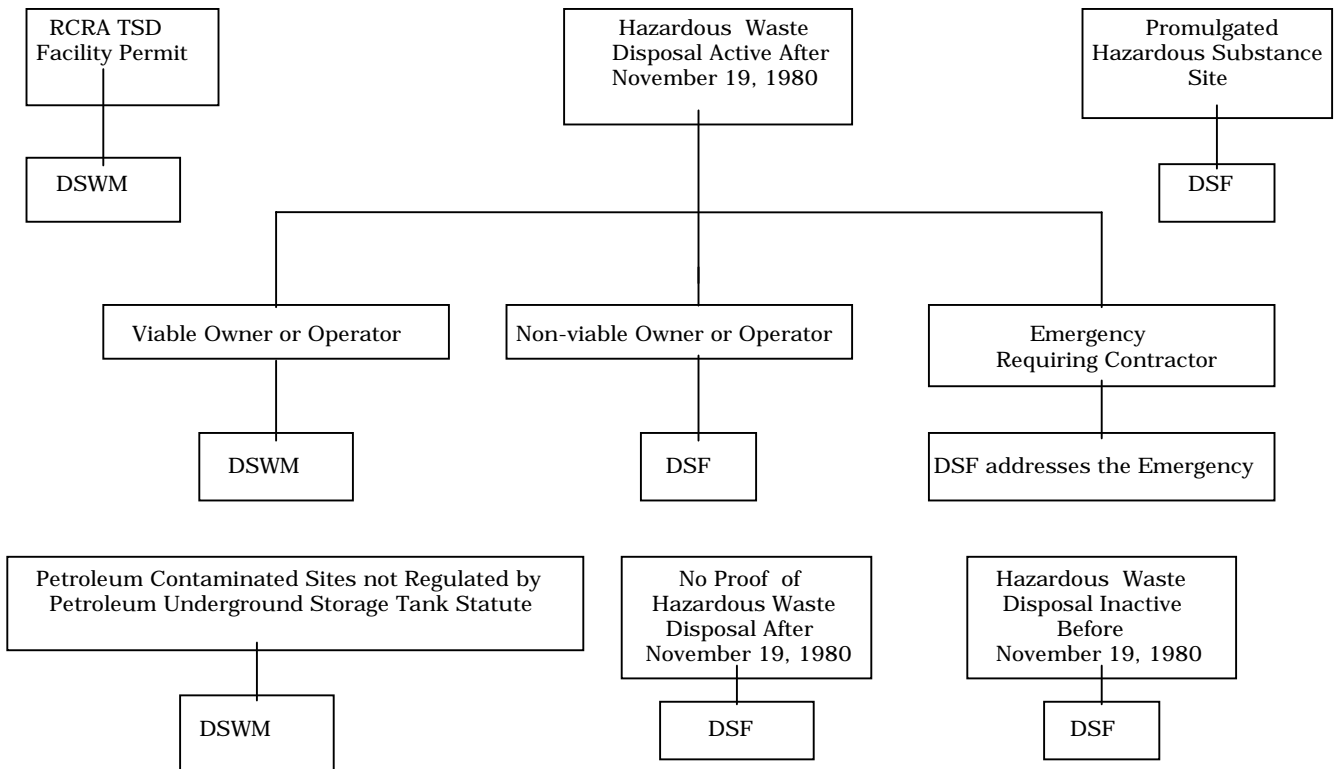 RCRA TSD
Facility Permit
Hazardous Waste
Disposal Active After
November 19, 1980
Promulgated
Hazardous Substance
Site
DSWM
DSF
Viable Owner or Operator
Non-viable Owner or Operator
Emergency
Requiring Contractor
DSWM
DSF
DSF addresses the Emergency
Petroleum Contaminated Sites not Regulated by
Petroleum Underground Storage Tank Statute
No Proof of
Hazardous Waste
Disposal After
November 19, 1980
Hazardous Waste
Disposal Inactive
Before
November 19, 1980
DSWM
DSF
DSF